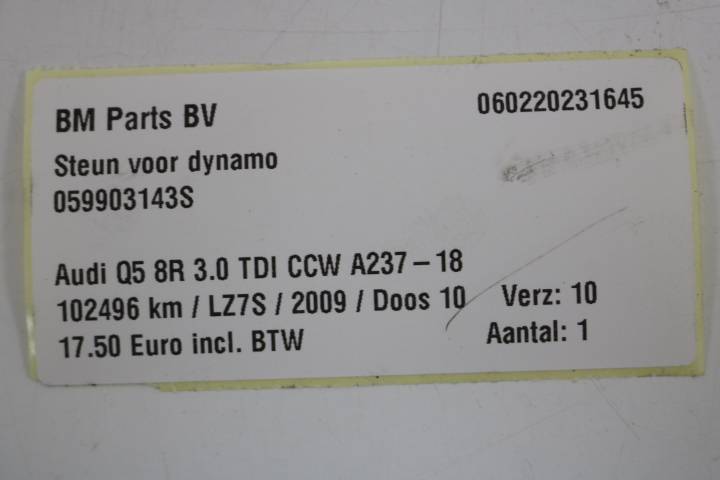 BM Parts BV 060220231645
Steun voor dynamo
059903143S
Audi Q5 8R 3.0 TDI CCW A237-18
102496 km / LZ7S / 2009 / Doos 10 Verz: 10
17.50 Euro incl. BTW Aantal: 1